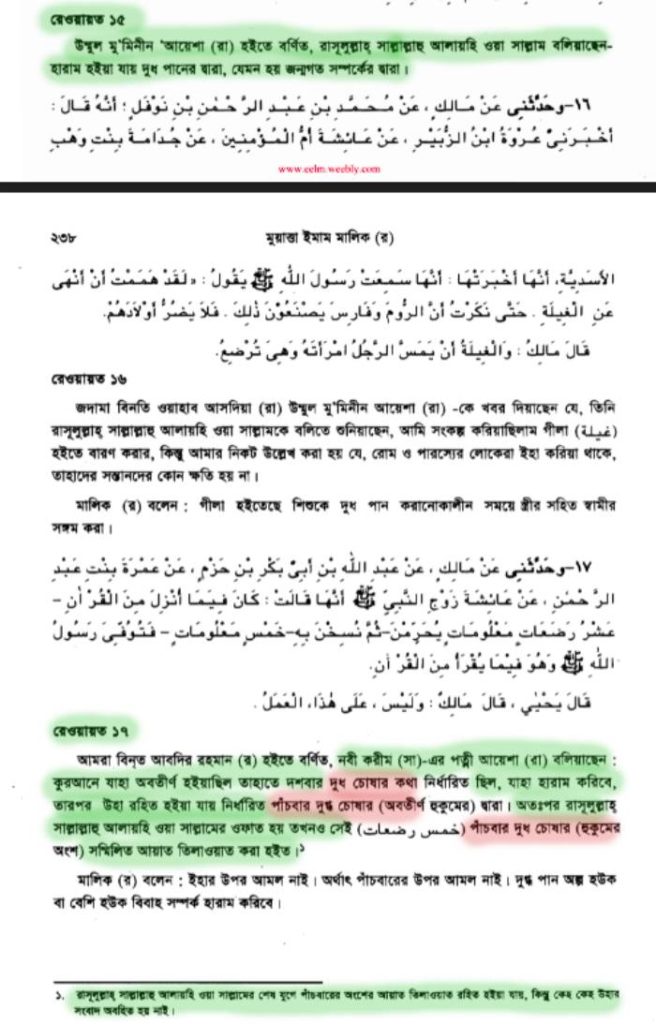 রেওয়ায়ত ১৫
উম্মুল মু'মিনীন 'আয়েশা (রা) হইতে বর্ণিত, রাসূলুল্লাহ্ সাল্লাল্লাহু আলায়হি ওয়া সাল্লাম বলিয়াছেন-
হারাম হইয়া যায় দুধ পানের দ্বারা, যেমন হয় জন্মগত সম্পর্কের দ্বারা।
١٦-وحَدَّثَنِى عَنْ مَالِكٍ ، عَنْ مُحَمَّدِ بْنِ عَبْدِ الرَّحْمٰنِ بْنِ نَوْفَلٍ ؛ أَنَّهُ قَالَ :
أَخْبَرَنِىْ عُرْوَةُ ابْنُ الزُّبَيْرِ ، عَنْ عَائِشَةَ أُمِّ الْمُؤْمِنِينَ ، عَنْ جُدَامَةَ بِنْتِ وَهْبٍ
www.eelm.weebly.com
২৩৮ মুয়াত্তা ইমাম মালিক (র)
الأَسَدِيَّةِ، أَنَّهَا أَخْبَرَتْهَا : أَنَّهَا سَمِعَتْ رَسُولَ اللّٰهِ ﷺ يَقُولُ : « لَقَدْ هَمَمْتُ أَنْ أَنْهَى
عَنِ الْغِيلَةِ . حَتَّى ذَكَرْتُ أَنَّ الرُّومَ وَفَارِسَ يَصْنَعُوْنَ ذٰلِكَ . فَلَا يَضُرُّ أَوْلَادَهُمْ.
قَالَ مَالِكُ : وَالْغِيلَةُ أَنْ يَمَسَّ الرَّجُلُ امْرَأَتَهُ وَهِىَ تُرْضِعُ.
রেওয়ায়ত ১৬
জদামা বিনতি ওয়াহাব আসদিয়া (রা) উম্মুল মু'মিনীন আয়েশা (রা) -কে খবর দিয়াছেন যে, তিনি
রাসূলুল্লাহ্ সাল্লাল্লাহু আলায়হি ওয়া সাল্লামকে বলিতে শুনিয়াছেন, আমি সংকল্প করিয়াছিলাম গীলা (غيلة)
হইতে বারণ করার, কিন্তু আমার নিকট উল্লেখ করা হয় যে, রোম ও পারস্যের লোকেরা ইহা করিয়া থাকে,
তাহাদের সন্তানদের কোন ক্ষতি হয় না।
মালিক (র) বলেন : গীলা হইতেছে শিশুকে দুধ পান করানোকালীন সময়ে স্ত্রীর সহিত স্বামীর
সঙ্গম করা।
١٧-وحَدَّثَنِى عَنْ مَالِكٍ ، عَنْ عَبْدِ اللّٰهِ بْنِ أَبِىْ بَكْرِ بْنِ حَزْمٍ ، عَنْ عَمْرَةَ بِنْتِ عَبْدِ
الرَّحْمٰنِ ، عَنْ عَائِشَةَ زَوْجِ النَّبِيِّ ﷺ أَنَّهَا قَالَتْ : كَانَ فِيمَا أُنْزِلَ مِنَ الْقُرْاٰنِ –
عَشْرُ رَضَعَاتٍ مَعْلُومَاتٍ يُحَرِّمْنَ–ثُمَّ نُسِخْنَ بِهِ–خَمْسٍ مَعْلُومَاتٍ – فَتُوُفِّىَ رَسُولُ
اللّٰهِ ﷺ وَهُوَ فِيمَا يُقْرَأُ مِنَ الْقُرْاٰنِ.
قَالَ يَحْيٰي ، قَالَ مَالِكٌ : وَلَيْسَ ، عَلَى هٰذَا، الْعَمَلُ .
রেওয়ায়ত ১৭
আমরা বিন্‌ত আবদির রহমান (র) হইতে বর্ণিত, নবী করীম (সা)-এর পত্নী আয়েশা (রা) বলিয়াছেন :
কুরআনে যাহা অবতীর্ণ হইয়াছিল তাহাতে দশবার দুধ চোষার কথা নির্ধারিত ছিল, যাহা হারাম করিবে,
তারপর উহা রহিত হইয়া যায় নির্ধারিত পাঁচবার দুগ্ধ চোষার (অবতীর্ণ হুকুমের) দ্বারা। অতঃপর রাসূলুল্লাহ্
সাল্লাল্লাহু আলায়হি ওয়া সাল্লামের ওফাত হয় তখনও সেই (خمس رضعات) পাঁচবার দুধ চোষার (হুকুমের
অংশ) সম্মিলিত আয়াত তিলাওয়াত করা হইত।১
মালিক (র) বলেন : ইহার উপর আমল নাই। অর্থাৎ পাঁচবারের উপর আমল নাই। দুগ্ধ পান অল্প হউক
বা বেশি হউক বিবাহ সম্পর্ক হারাম করিবে।
১. রাসূলুল্লাহ্ সাল্লাল্লাহু আলায়হি ওয়া সাল্লামের শেষ যুগে পাঁচবারের অংশের আয়াত তিলাওয়াত রহিত হইয়া যায়, কিন্তু কেহ কেহ উহার
সংবাদ অবহিত হয় নাই।